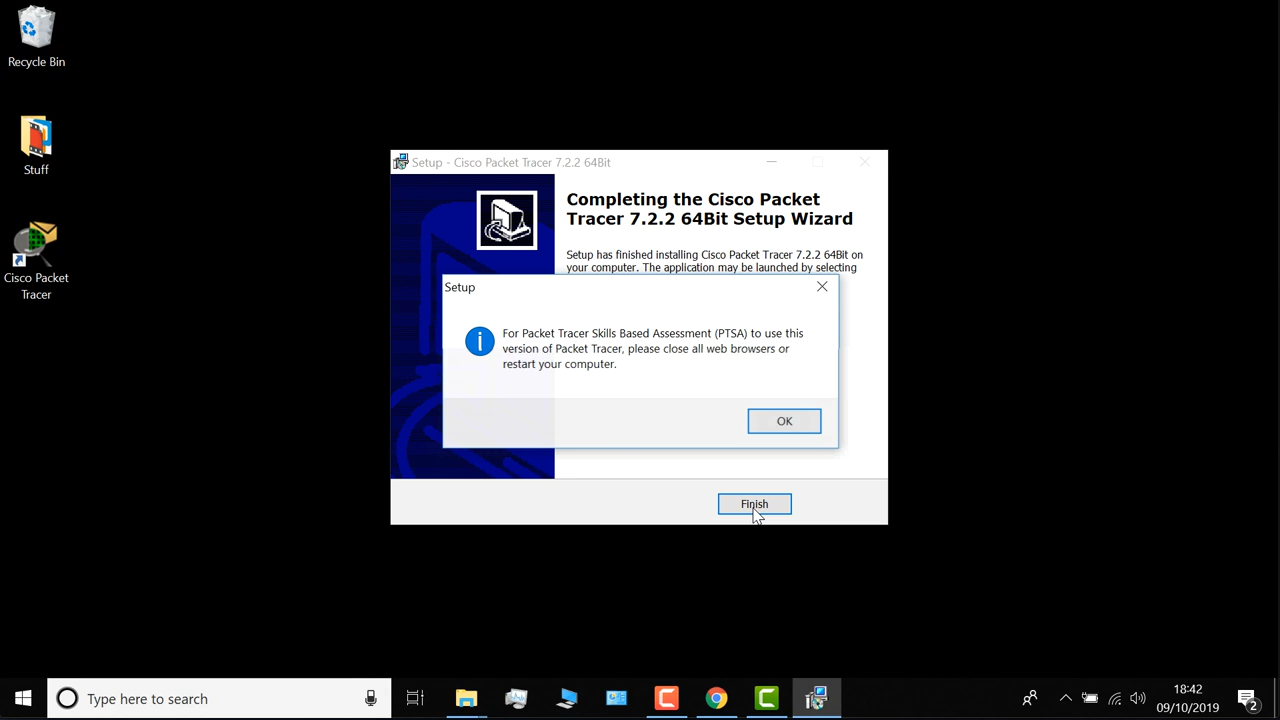 Recycle Bin
Stuff
Cisco Packet
Tracer
Setup - Cisco Packet Tracer 7.2.2 64Bit
Completing the Cisco Packet
Tracer 7.2.2 64Bit Setup Wizard
Setup has finished installing Cisco Packet Tracer 7.2.2 64Bit on
your computer. The application may be launched by selecting
Setup
For Packet Tracer Skills Based Assessment (PTSA) to use this
version of Packet Tracer, please close all web browsers or
restart your computer.
OK
Finish
Type here to search
18:42
09/10/2019
2